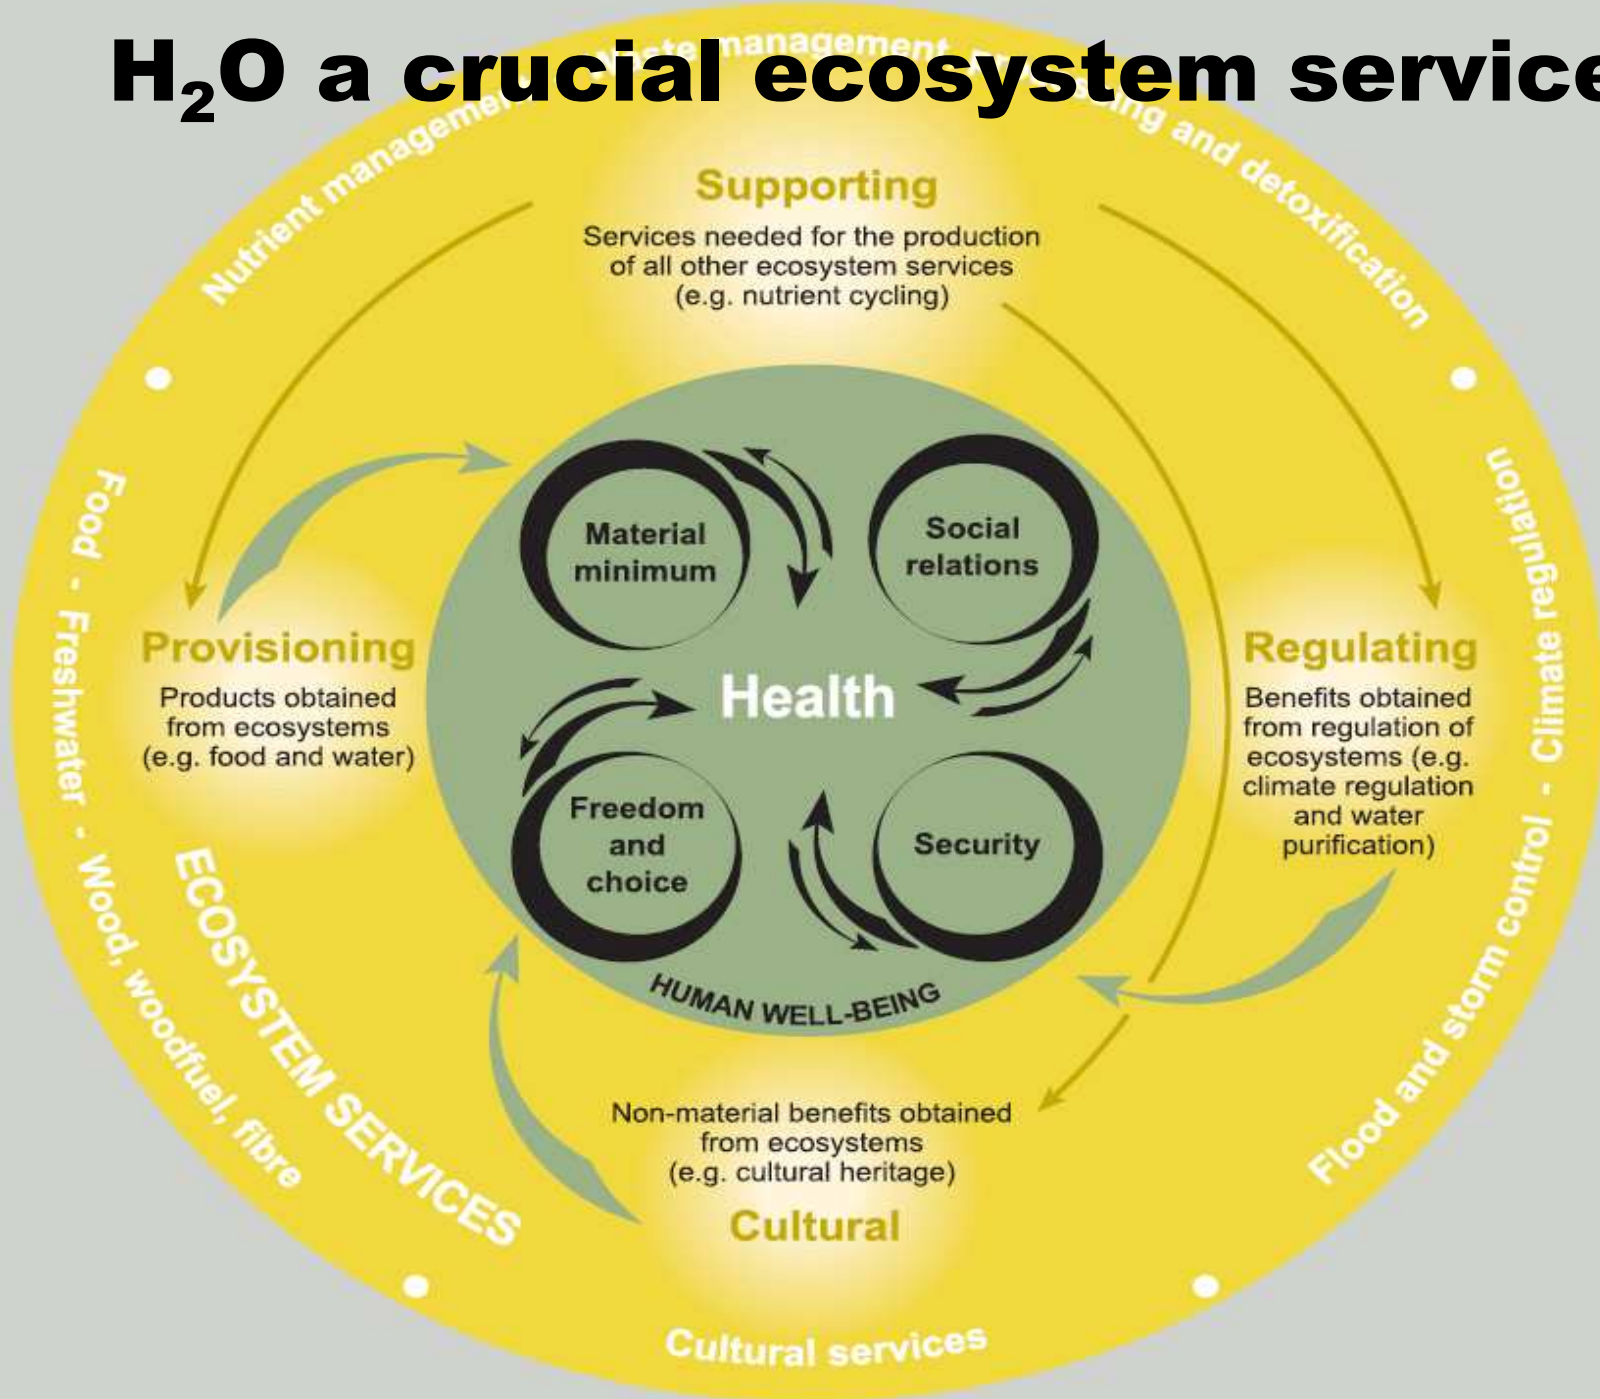 H₂O a crucial ecosystem service
Nutrient management waste management, and detoxification
Supporting
Services needed for the production
of all other ecosystem services
(e.g. nutrient cycling)
Food - Freshwater - Wood, woodfuel, fibre
Provisioning
Products obtained
from ecosystems
(e.g. food and water)
ECOSYSTEM SERVICES
Material
minimum
Social
relations
Health
Freedom
and
choice
Security
HUMAN WELL-BEING
Regulating
Benefits obtained
from regulation of
ecosystems (e.g.
climate regulation
and water
purification)
Flood and storm control - Climate regulation
Non-material benefits obtained
from ecosystems
(e.g. cultural heritage)
Cultural
Cultural services